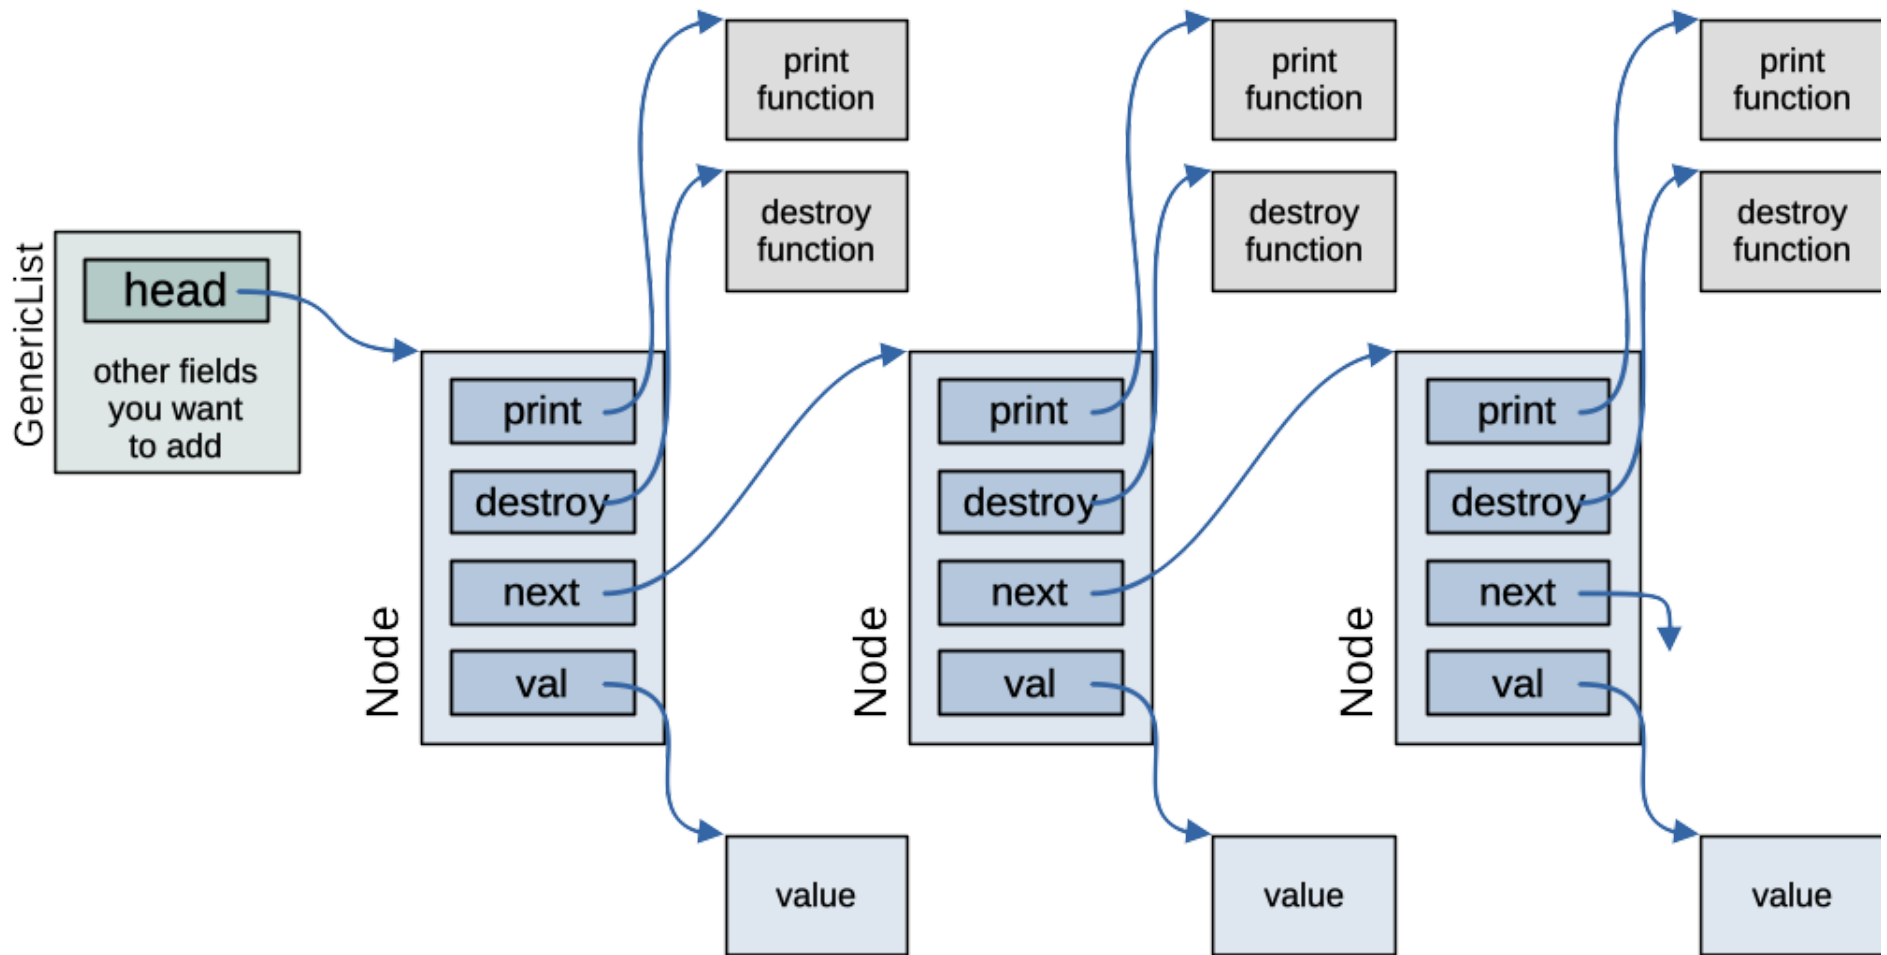 GenericList
head
other fields
you want
to add
Node
print
destroy
next
val
print
function
destroy
function
value
Node
print
destroy
next
val
print
function
destroy
function
value
Node
print
destroy
next
val
print
function
destroy
function
value